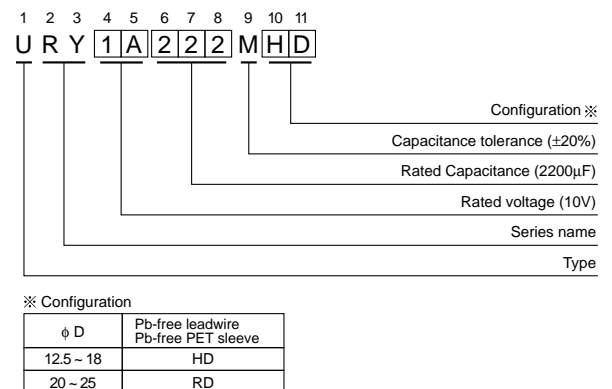 1 2 3 4 5 6 7 8 9 10 11
U R Y 1 A 2 2 2 M H D
Configuration ※
Capacitance tolerance (±20%)
Rated Capacitance (2200μF)
Rated voltage (10V)
Series name
Type
※ Configuration
ϕ D
Pb-free leadwire
Pb-free PET sleeve
12.5 ~ 18 HD
20 ~ 25 RD